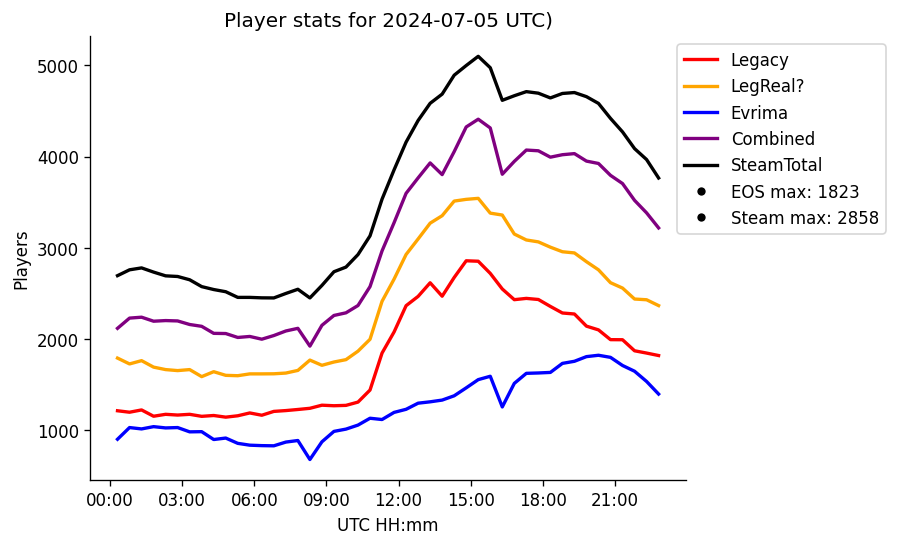 Player stats for 2024-07-05 UTC)
Players
5000
4000
3000
2000
1000
00:00 03:00 06:00 09:00 12:00 15:00 18:00 21:00
UTC HH:mm
Legacy
LegReal?
Evrima
Combined
SteamTotal
EOS max: 1823
Steam max: 2858